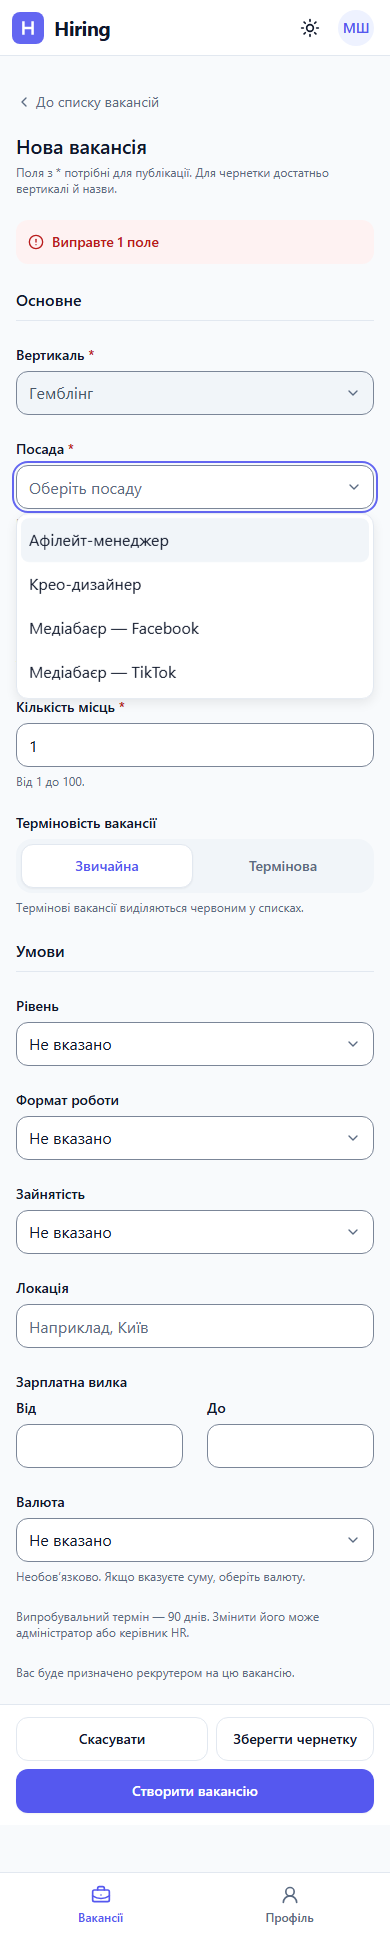 H Hiring
МШ
До списку вакансій
Нова вакансія
Поля з * потрібні для публікації. Для чернетки достатньо
вертикалі й назви.
Виправте 1 поле
Основне
Вертикаль *
Гемблінг
Посада *
Оберіть посаду
Афілейт-менеджер
Крео-дизайнер
Медіабаєр — Facebook
Медіабаєр — TikTok
Кількість місць *
1
Від 1 до 100.
Терміновість вакансії
Звичайна
Термінова
Термінові вакансії виділяються червоним у списках.
Умови
Рівень
Не вказано
Формат роботи
Не вказано
Зайнятість
Не вказано
Локація
Наприклад, Київ
Зарплатна вилка
Від
До
Валюта
Не вказано
Необов'язково. Якщо вказуєте суму, оберіть валюту.
Випробувальний термін — 90 днів. Змінити його може
адміністратор або керівник HR.
Вас буде призначено рекрутером на цю вакансію.
Скасувати
Зберегти чернетку
Створити вакансію
Вакансії
Профіль